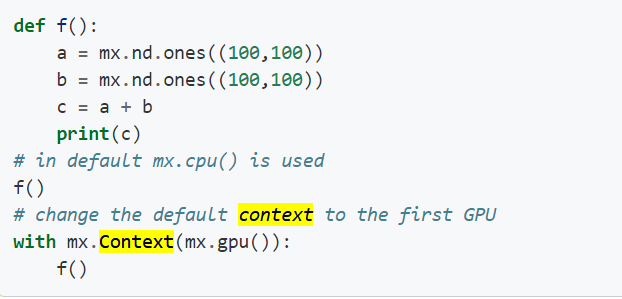 def f():
    a = mx.nd.ones((100,100))
    b = mx.nd.ones((100,100))
    c = a + b
    print(c)
# in default mx.cpu() is used
f()
# change the default context to the first GPU
with mx.Context(mx.gpu()):
    f()